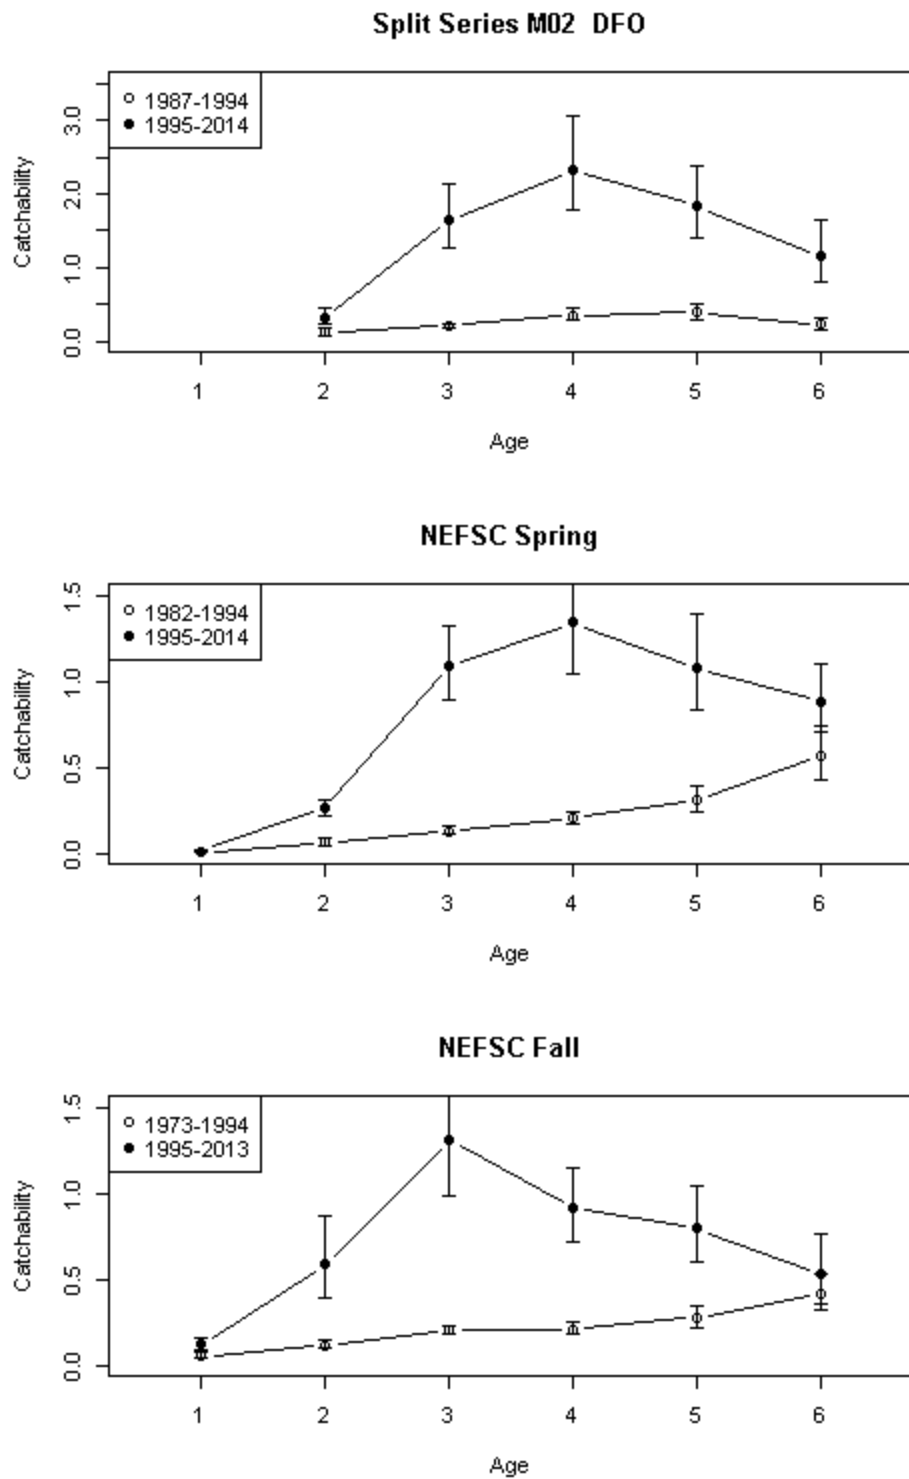 Split Series M02 DFO
1987-1994
1995-2014
Catchability
0.0 1.0 2.0 3.0
1 2 3 4 5 6
Age
NEFSC Spring
1982-1994
1995-2014
Catchability
0.0 0.5 1.0 1.5
1 2 3 4 5 6
Age
NEFSC Fall
1973-1994
1995-2013
Catchability
0.0 0.5 1.0 1.5
1 2 3 4 5 6
Age